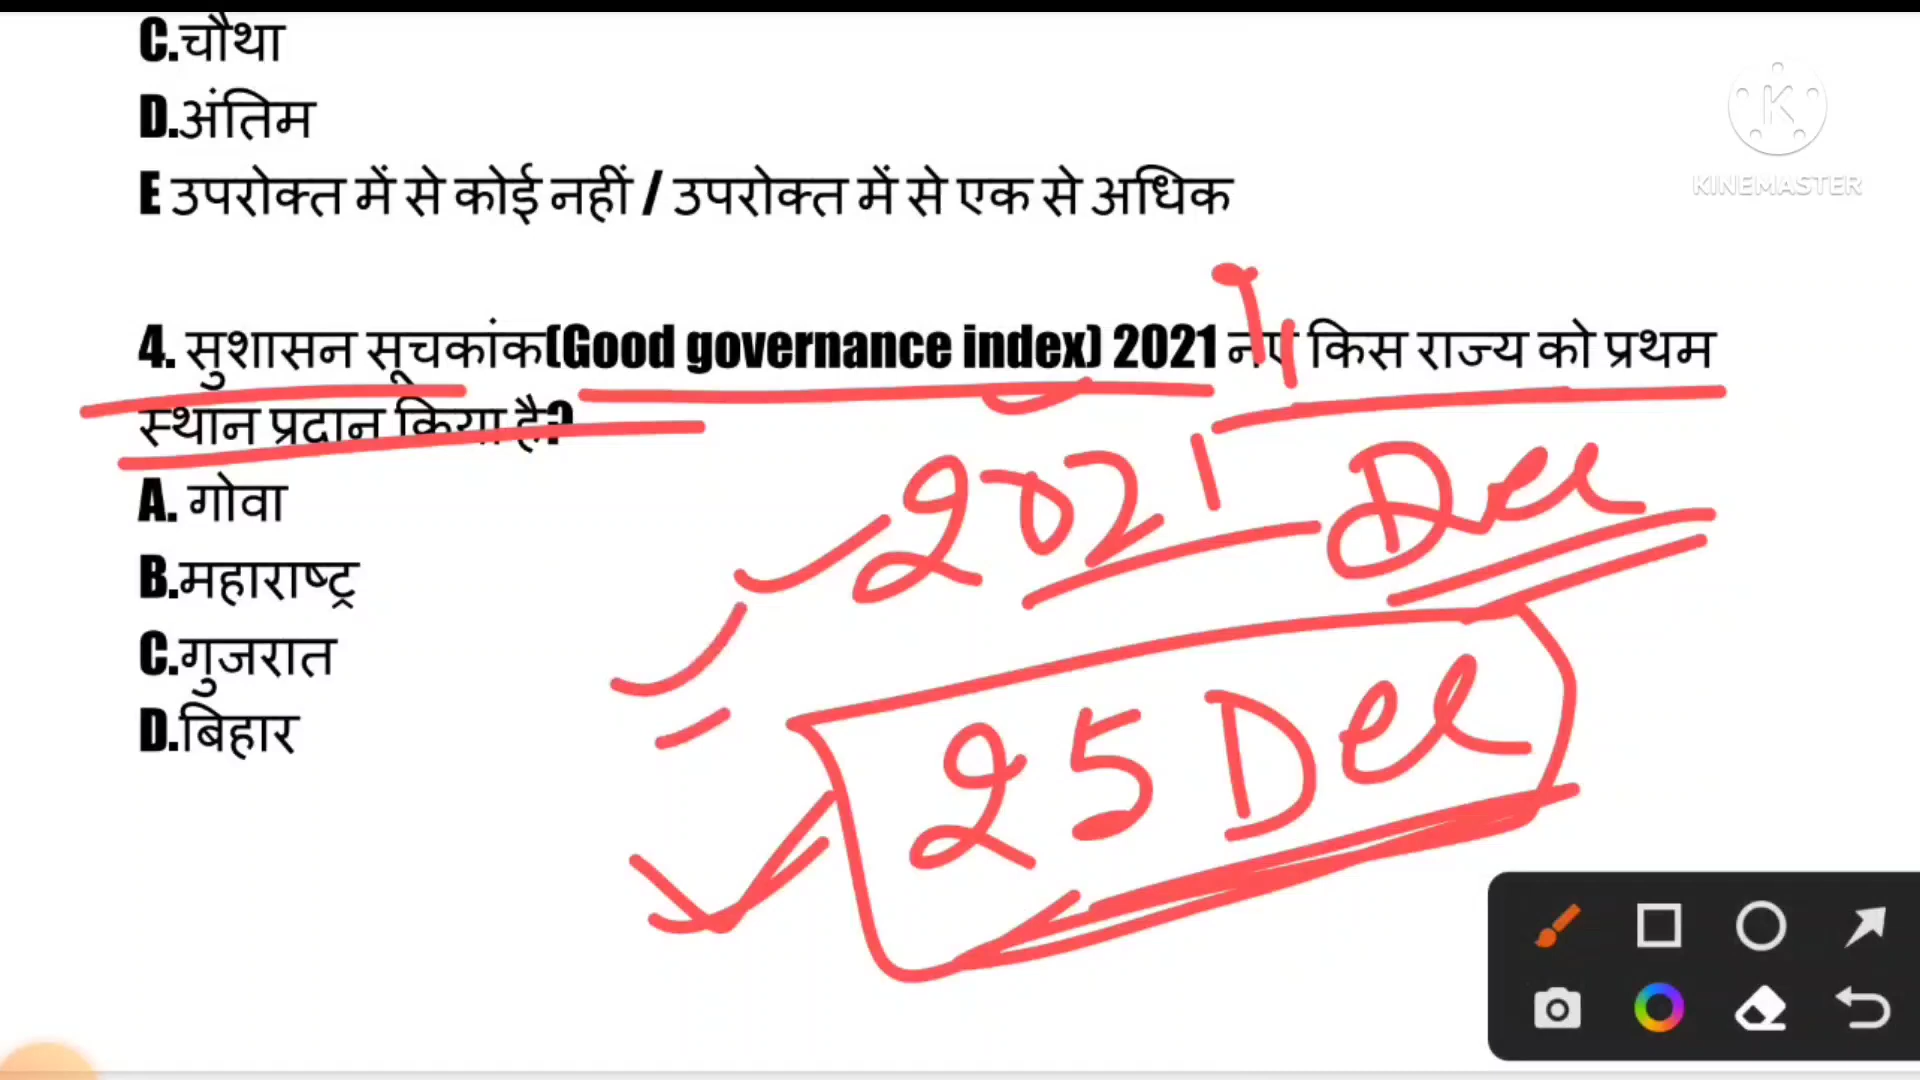 C.चौथा
D.अंतिम
E उपरोक्त में से कोई नहीं / उपरोक्त में से एक से अधिक
KINEMASTER
4. सुशासन सूचकांक(Good governance index) 2021 नए किस राज्य को प्रथम
स्थान प्रदान किया है?
2021 Dec
A. गोवा
B.महाराष्ट्र
C.गुजरात
25 Dec
D.बिहार